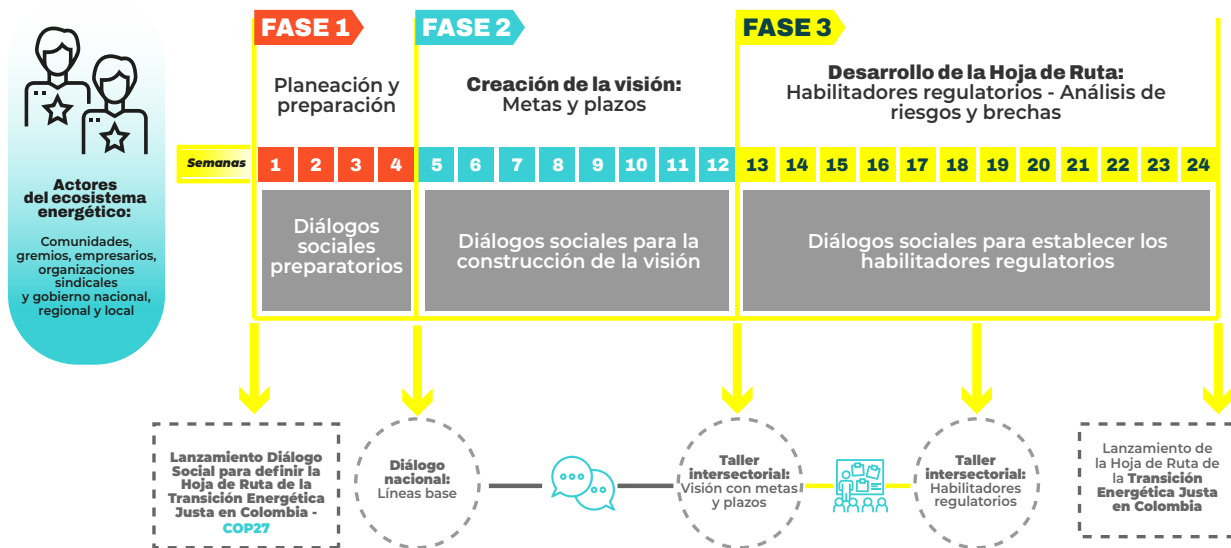 FASE 1
FASE 2
FASE 3
Planeación y
preparación
Creación de la visión:
Metas y plazos
Desarrollo de la Hoja de Ruta:
Habilitadores regulatorios - Análisis de
riesgos y brechas
Semanas
1 2 3 4 5 6 7 8 9 10 11 12 13 14 15 16 17 18 19 20 21 22 23 24
Actores
del ecosistema
energético:
Comunidades,
gremios, empresarios,
organizaciones
sindicales
y gobierno nacional,
regional y local
Diálogos
sociales
preparatorios
Diálogos sociales para la
construcción de la visión
Diálogos sociales para establecer los
habilitadores regulatorios
Lanzamiento Diálogo
Social para definir la
Hoja de Ruta de la
Transición Energética
Justa en Colombia -
COP27
Diálogo
nacional:
Líneas base
Taller
intersectorial:
Visión con metas
y plazos
Taller
intersectorial:
Habilitadores
regulatorios
Lanzamiento de
la Hoja de Ruta de
la Transición
Energética Justa
en Colombia